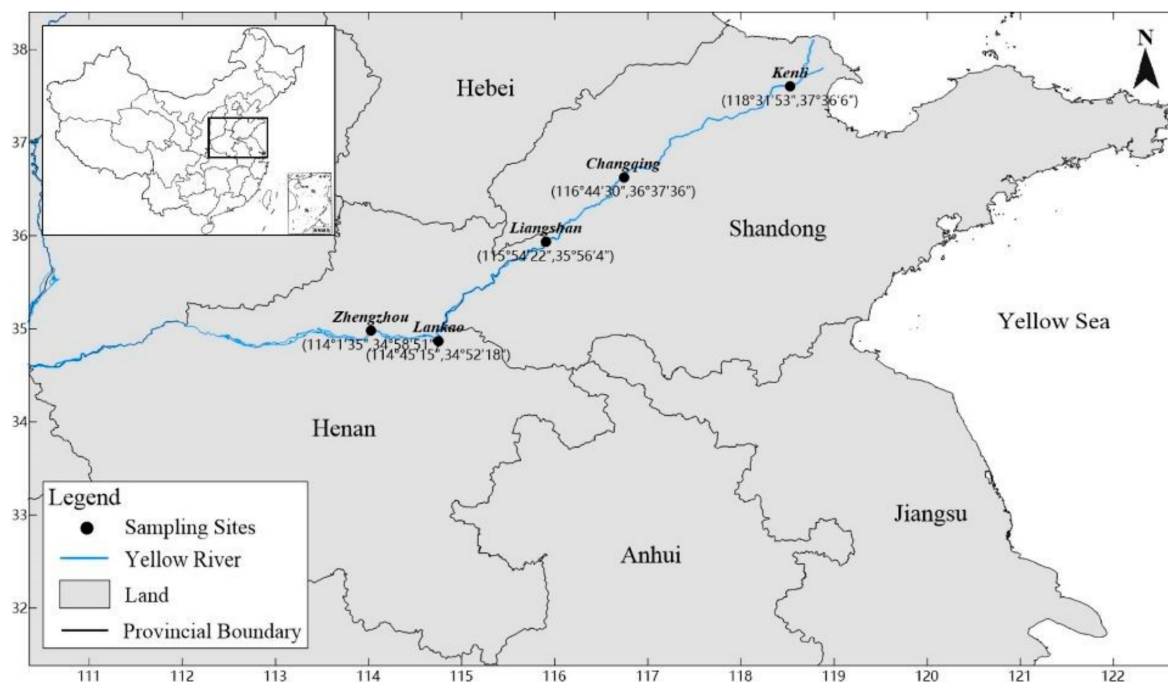 38
37
36
35
34
33
32
N
Hebei
Kenli
(118°31'53",37°36'6")
Changqing
(116°44'30",36°37'36")
Liangshan
(115°54'22",35°56'4")
Shandong
Zhengzhou
(114°1'35",34°58'51")
Lankao
(114°45'15",34°52'18")
Yellow Sea
Henan
Jiangsu
Anhui
Legend
Sampling Sites
Yellow River
Land
Provincial Boundary
111 112 113 114 115 116 117 118 119 120 121 122